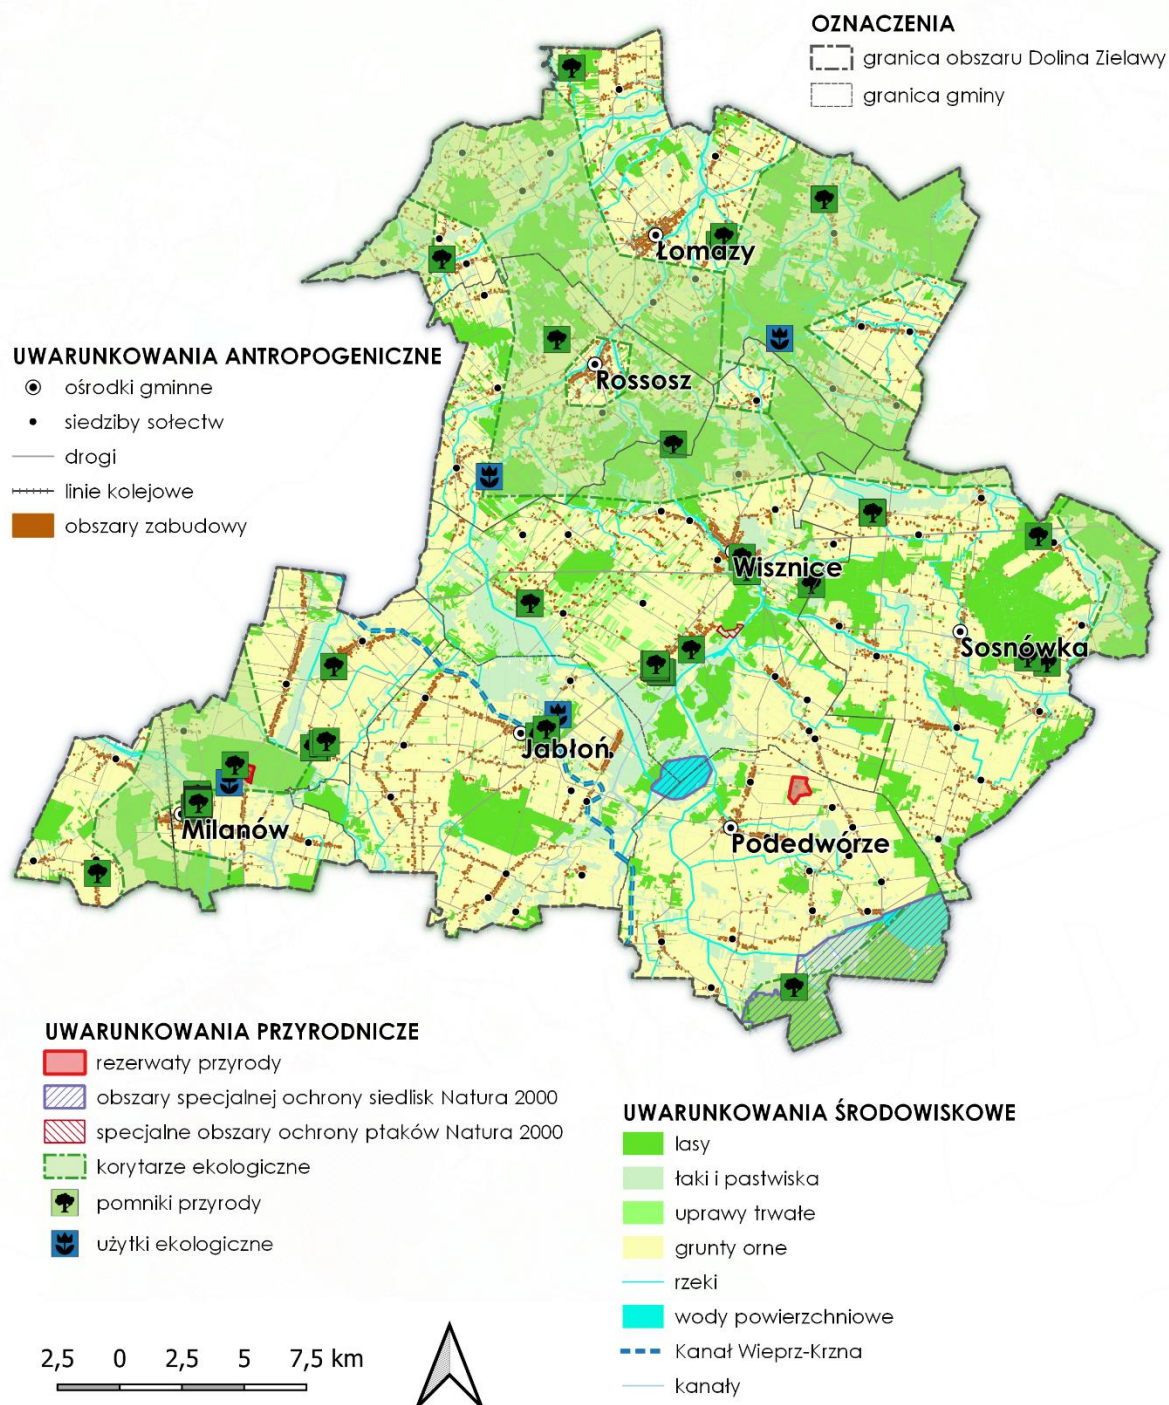 OZNACZENIA
granica obszaru Dolina Zielawy
granica gminy
Łomazy
UWARUNKOWANIA ANTROPOGENICZNE
ośrodki gminne
siedziby sołectw
drogi
linie kolejowe
obszary zabudowy
Rossosz
Wisznice
Sosnówka
Jabłoń
Milanów
Podedwórze
UWARUNKOWANIA PRZYRODNICZE
rezerwaty przyrody
obszary specjalnej ochrony siedlisk Natura 2000
specjalne obszary ochrony ptaków Natura 2000
korytarze ekologiczne
pomniki przyrody
użytki ekologiczne
UWARUNKOWANIA ŚRODOWISKOWE
lasy
łaki i pastwiska
uprawy trwałe
grunty orne
rzeki
wody powierzchniowe
Kanał Wieprz-Krzna
kanały
2,5 0 2,5 5 7,5 km